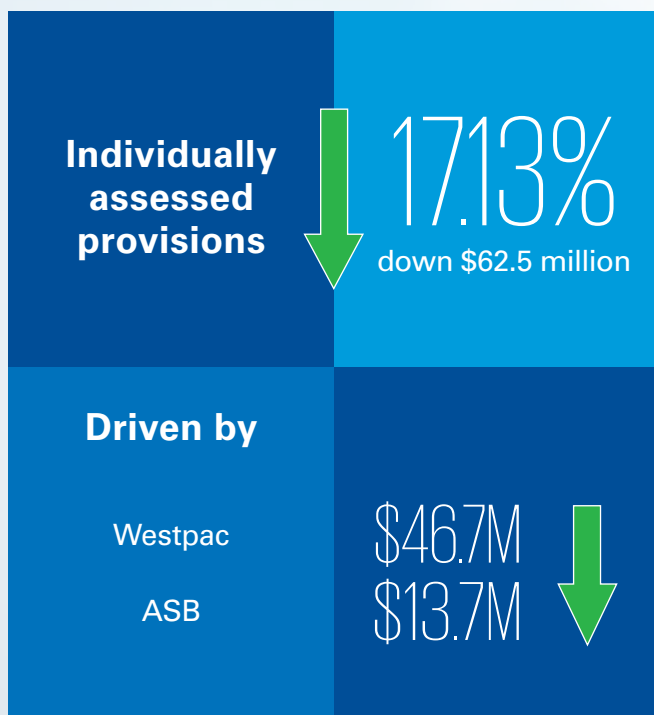 Individually
assessed
provisions
17.13%
down $62.5 million
Driven by
Westpac
$46.7M
ASB
$13.7M